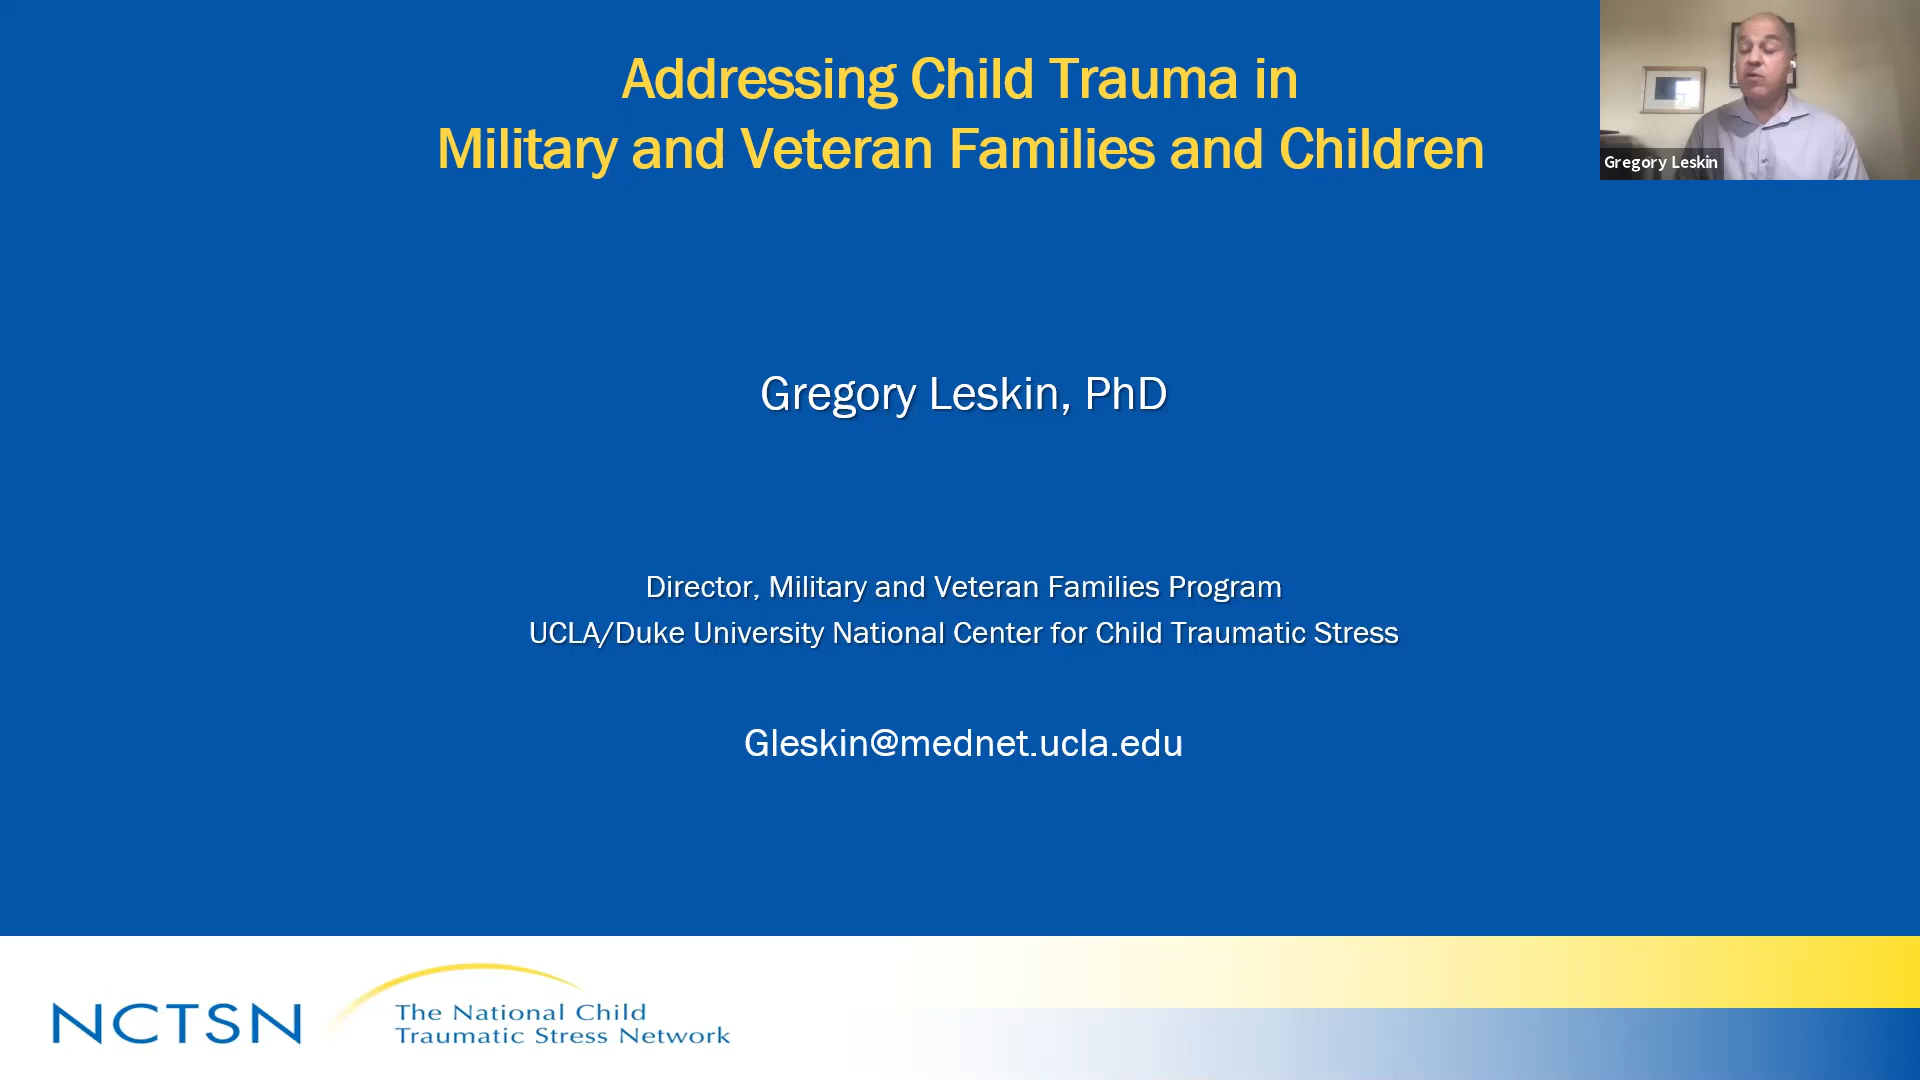 Addressing Child Trauma in
Military and Veteran Families and Children
Gregory Leskin
Gregory Leskin, PhD
Director, Military and Veteran Families Program
UCLA/Duke University National Center for Child Traumatic Stress
Gleskin@mednet.ucla.edu
NCTSN
The National Child
Traumatic Stress Network